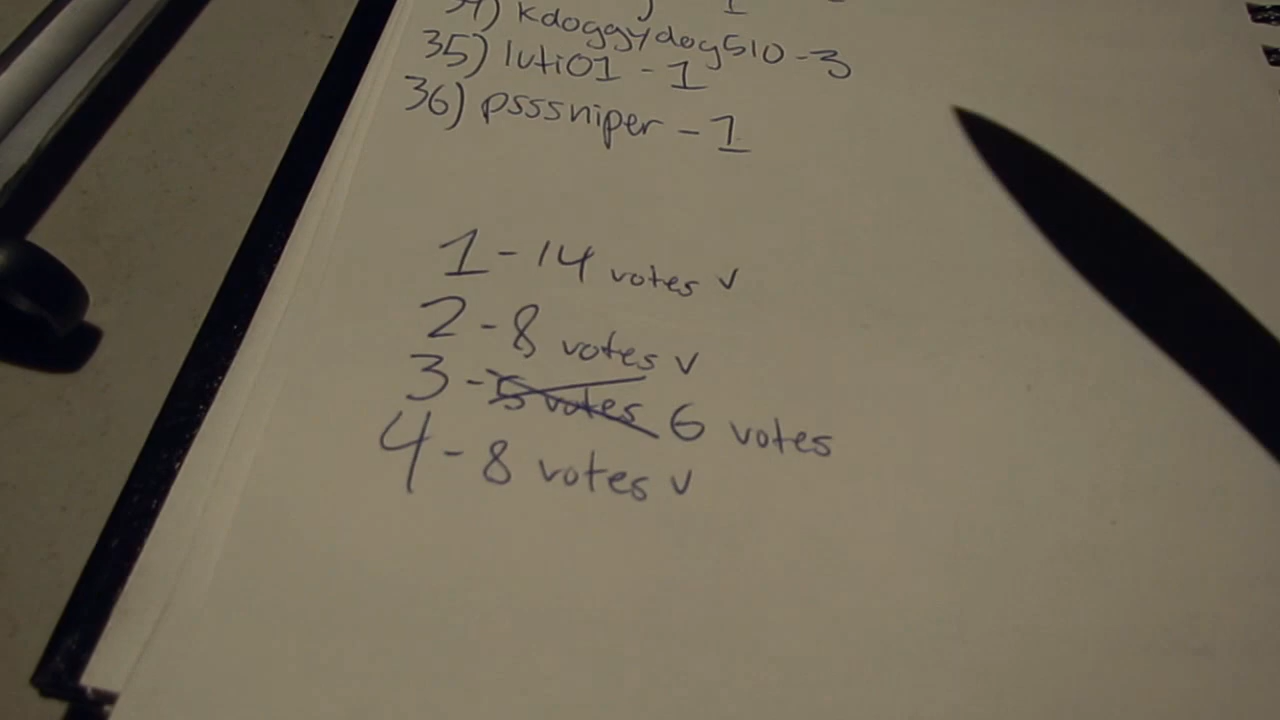 34) kdoggydog510 - 3
35) luti01 - 1
36) psssniper - 1
1 - 14 votes v
2 - 8 votes v
3 - 5 votes 6 votes
4 - 8 votes v